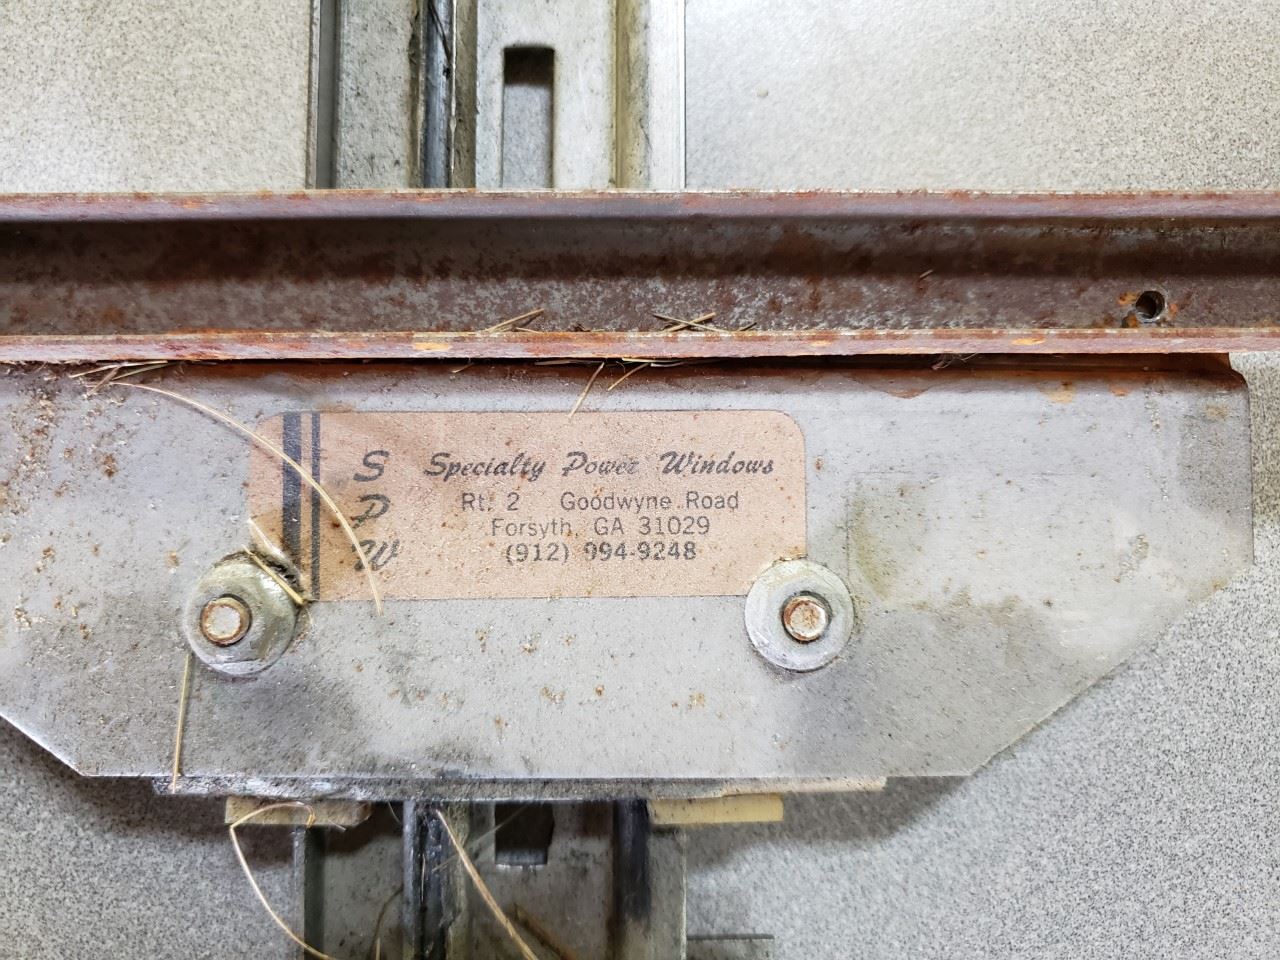 S Specialty Power Windows
P Rt. 2 Goodwyne Road
Forsyth, GA 31029
W (912) 994-9248